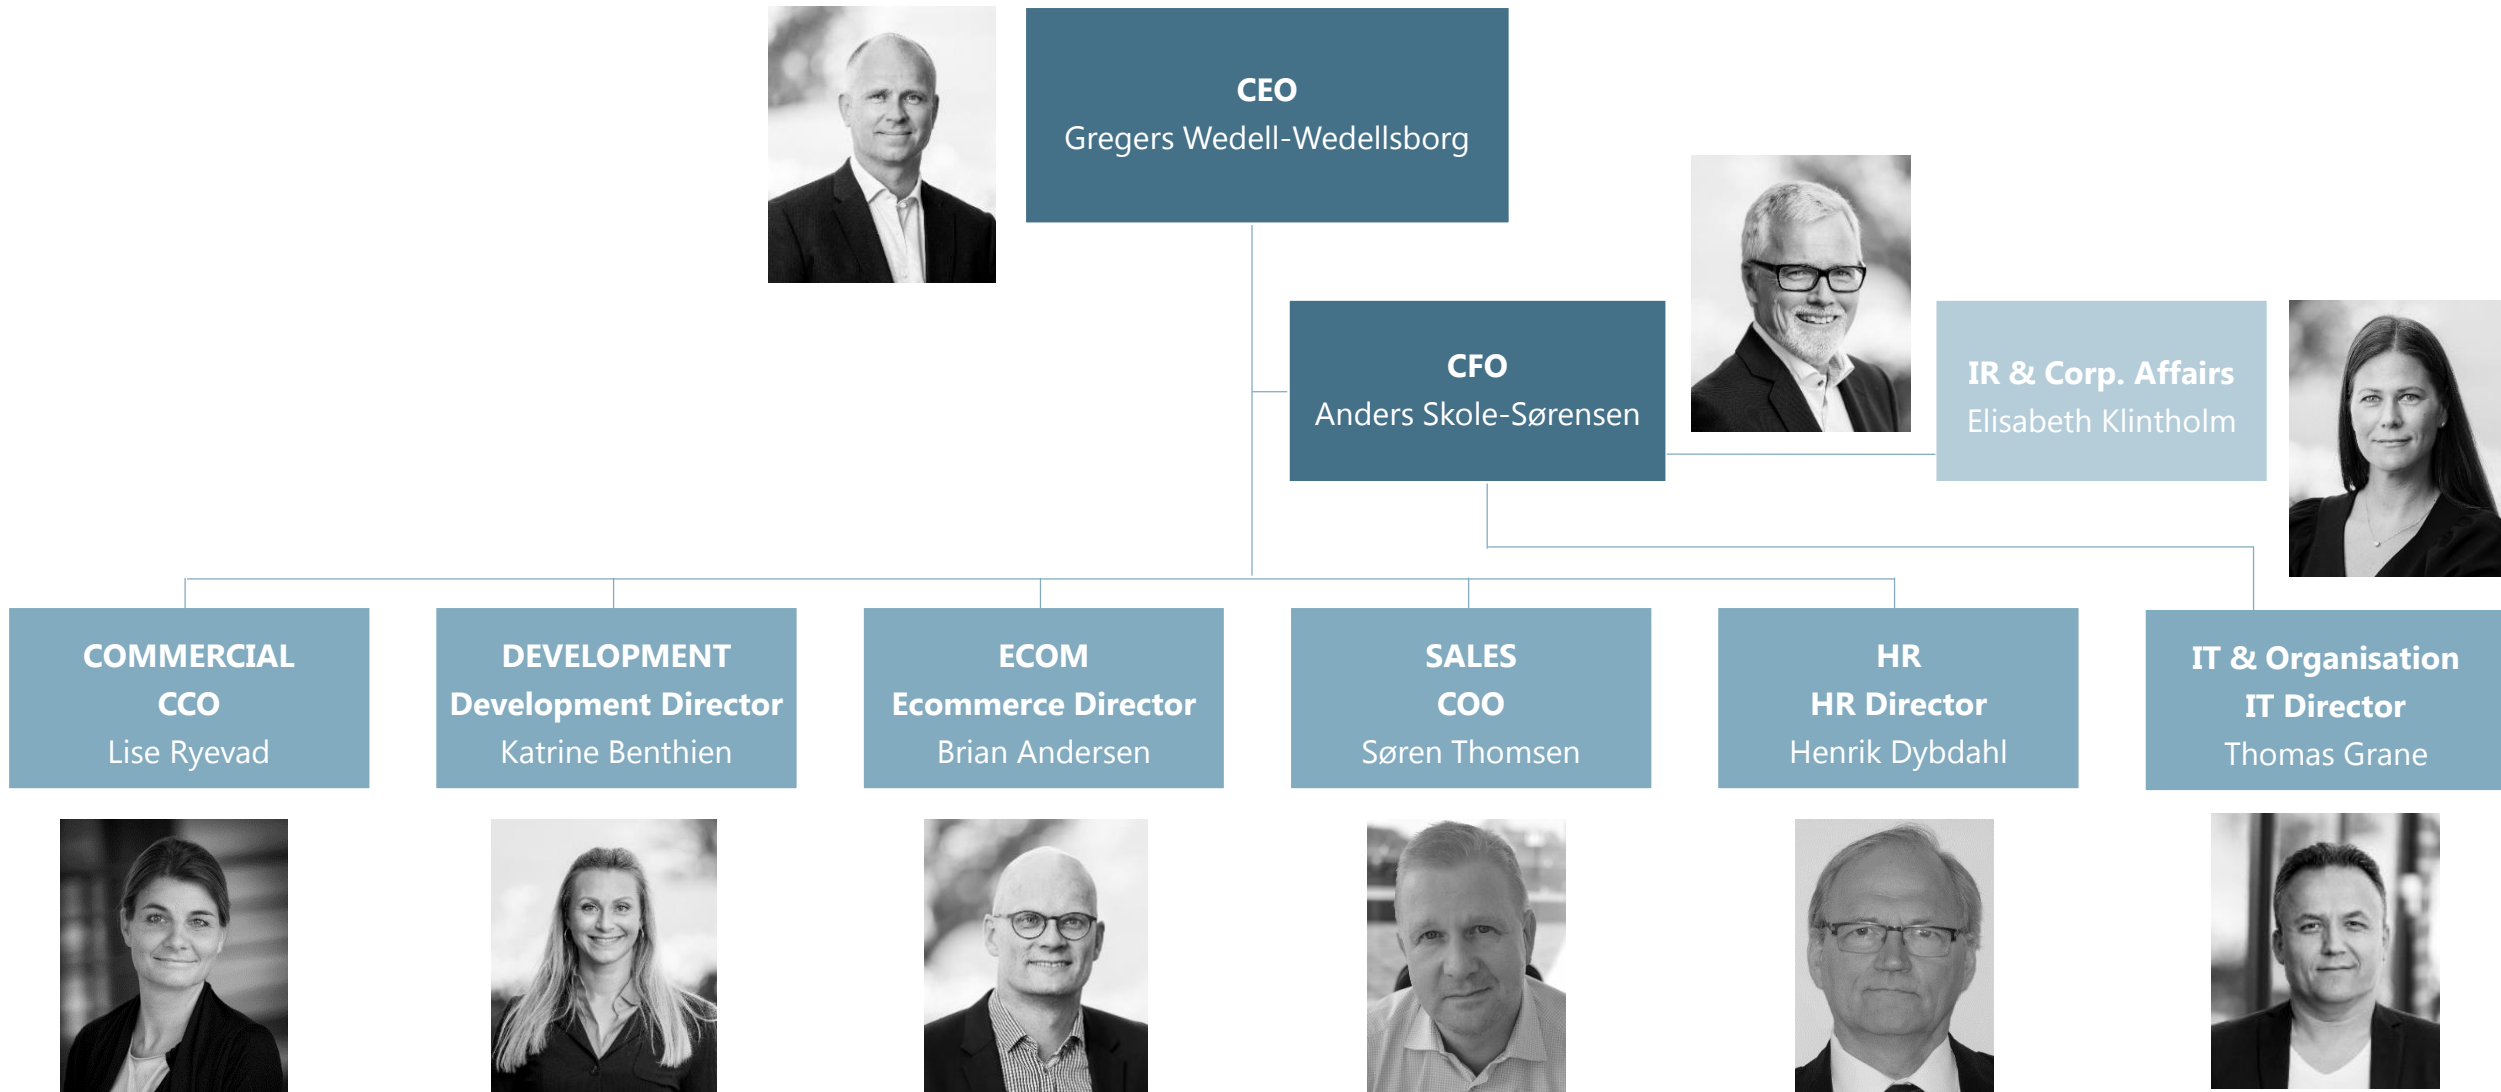 CEO
Gregers Wedell-Wedellsborg
CFO
Anders Skole-Sørensen
IR & Corp. Affairs
Elisabeth Klintholm
COMMERCIAL
CCO
Lise Ryevad
DEVELOPMENT
Development Director
Katrine Benthien
ECOM
Ecommerce Director
Brian Andersen
SALES
COO
Søren Thomsen
HR
HR Director
Henrik Dybdahl
IT & Organisation
IT Director
Thomas Grane